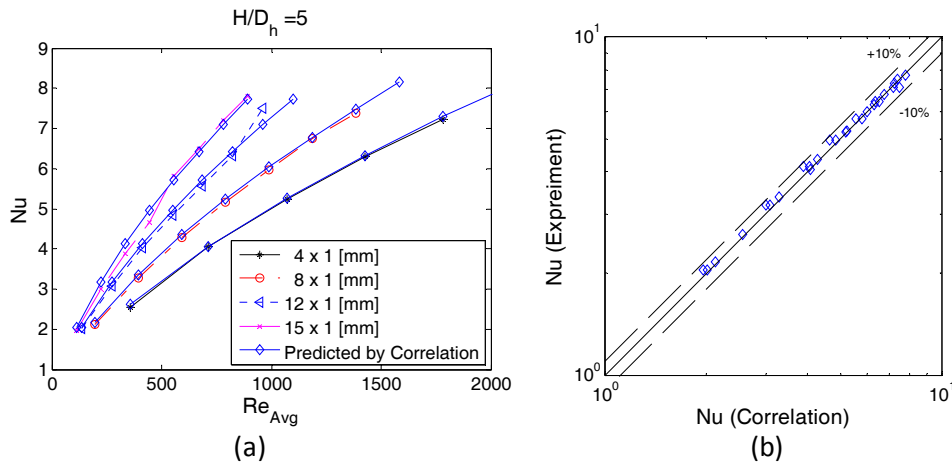 H/D_h =5
9
8
7
6
5
4
3
2
1
Nu
0
500
1000
1500
2000
Re_Avg
4 x 1 [mm]
8 x 1 [mm]
12 x 1 [mm]
15 x 1 [mm]
Predicted by Correlation
(a)
10^1
10^0
Nu (Expreiment)
+10%
-10%
10^0
10^1
Nu (Correlation)
(b)